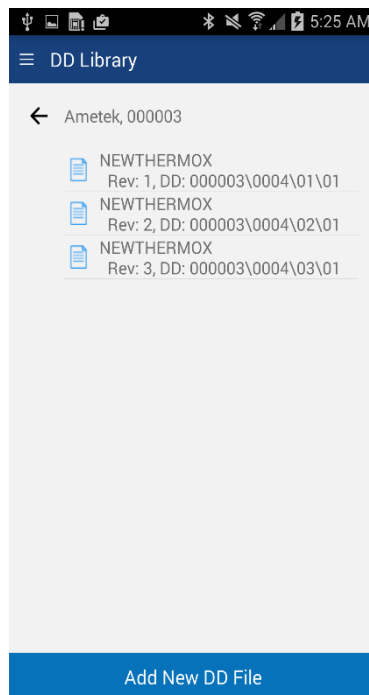 5:25 AM
DD Library
Ametek, 000003
NEWTHERMOX
Rev: 1, DD: 000003\0004\01\01
NEWTHERMOX
Rev: 2, DD: 000003\0004\02\01
NEWTHERMOX
Rev: 3, DD: 000003\0004\03\01
Add New DD File